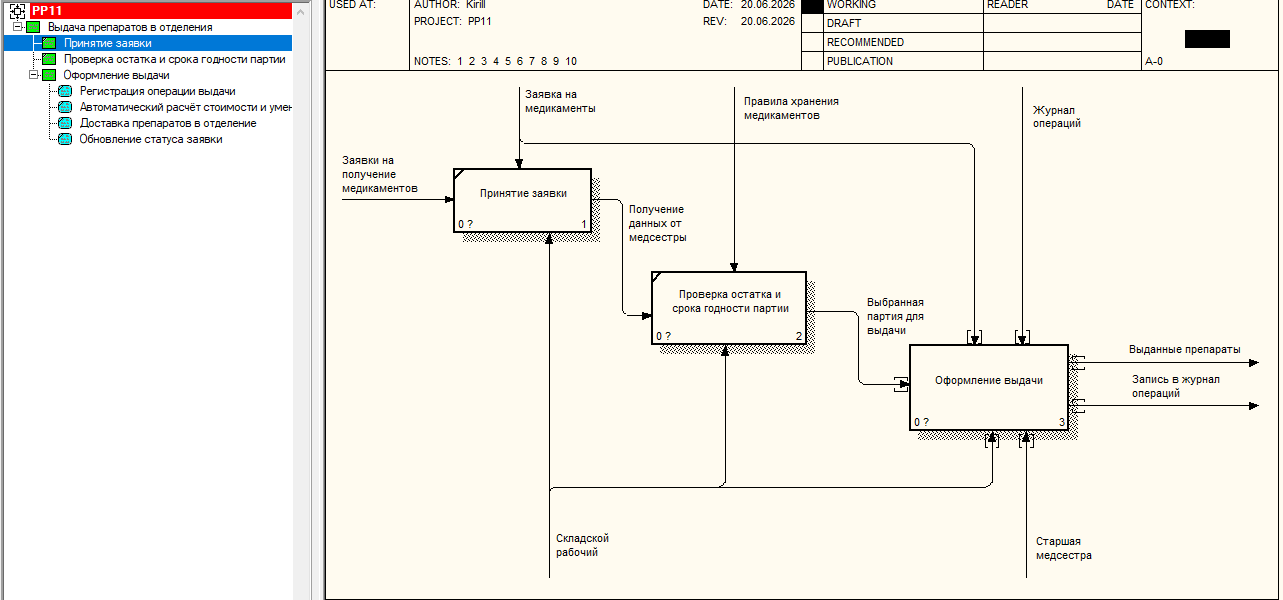 PP11
Выдача препаратов в отделения
Принятие заявки
Проверка остатка и срока годности партии
Оформление выдачи
Регистрация операции выдачи
Автоматический расчёт стоимости и умен
Доставка препаратов в отделение
Обновление статуса заявки
USED AT:
AUTHOR: Kirill
DATE: 20.06.2026
WORKING
READER
DATE
CONTEXT:
PROJECT: PP11
REV: 20.06.2026
DRAFT
RECOMMENDED
NOTES: 1 2 3 4 5 6 7 8 9 10
PUBLICATION
A-0
Заявка на
медикаменты
Правила хранения
медикаментов
Журнал
операций
Заявки на
получение
медикаментов
Принятие заявки
0 ?
1
Получение
данных от
медсестры
Проверка остатка и
срока годности партии
0 ?
2
Выбранная
партия для
выдачи
Оформление выдачи
0 ?
3
Выданные препараты
Запись в журнал
операций
Складской
рабочий
Старшая
медсестра